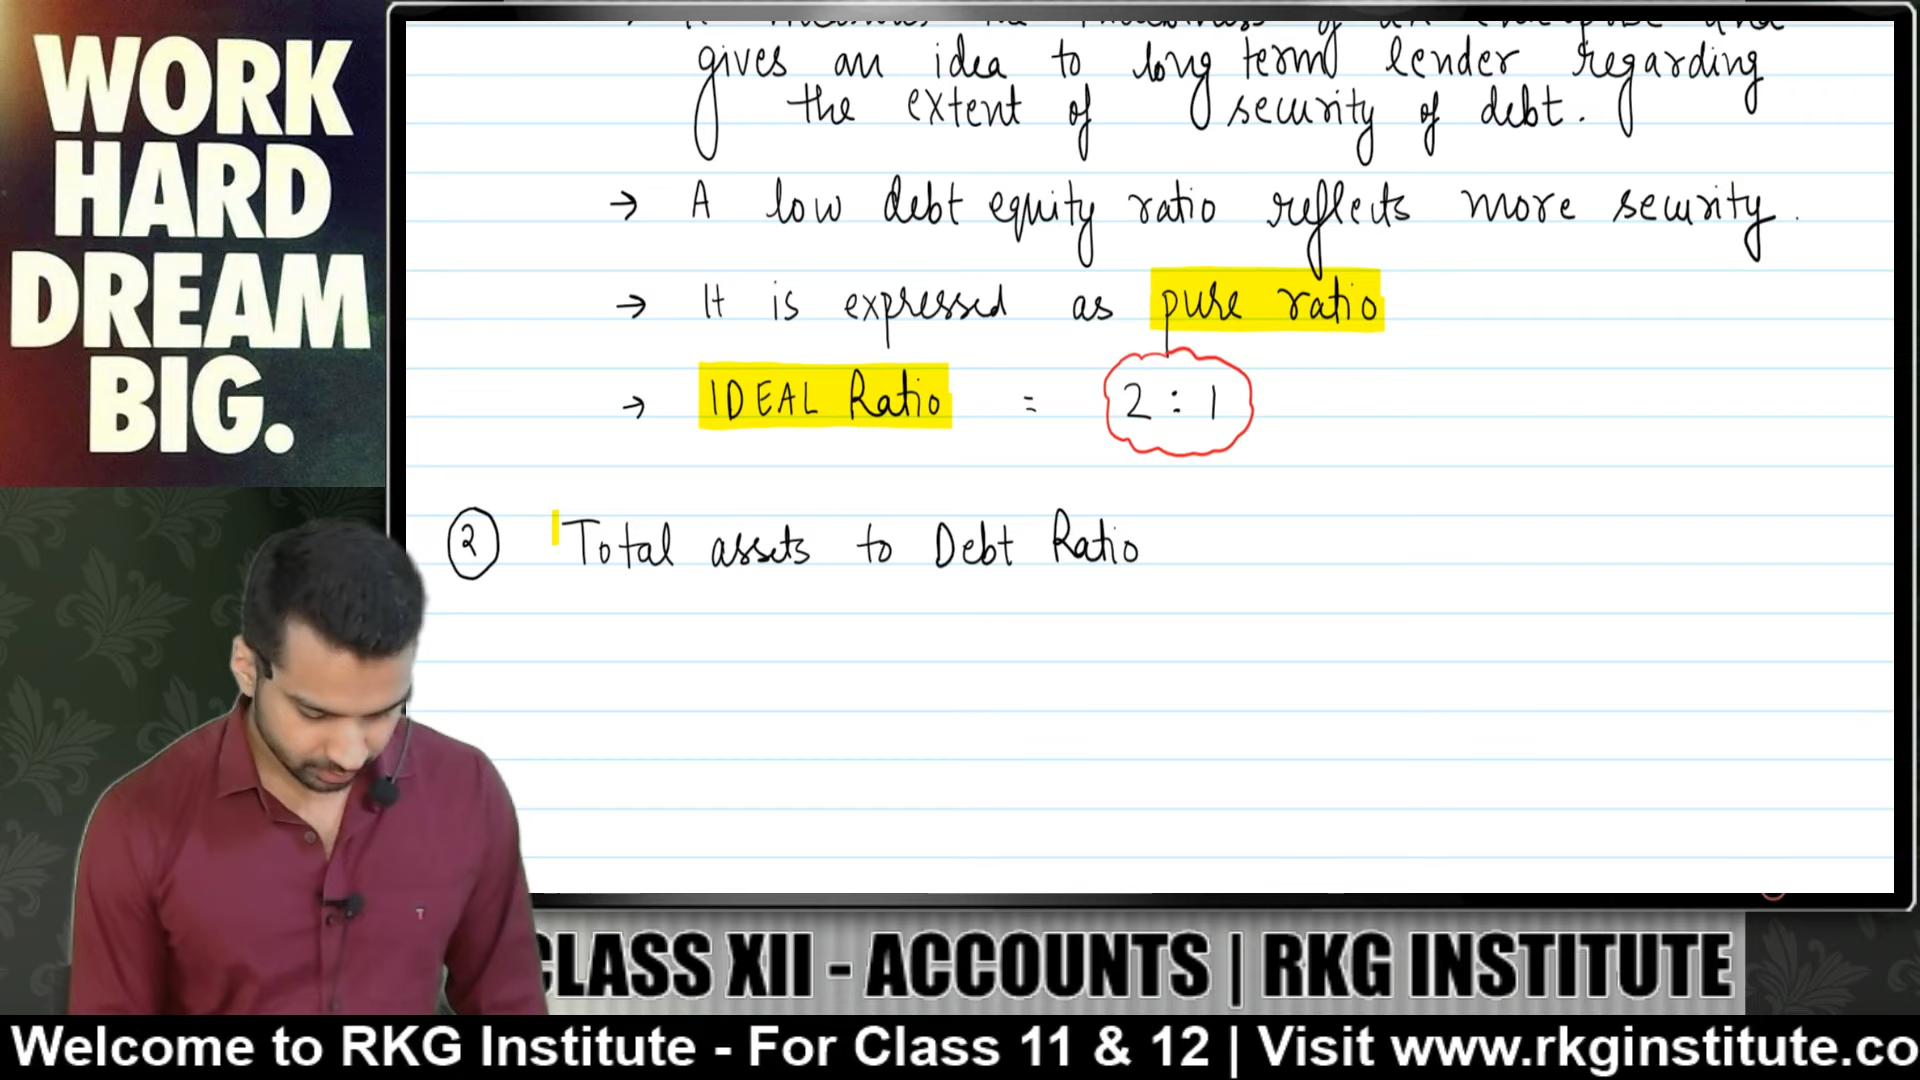 WORK
HARD
DREAM
BIG.
gives an idea to long term lender regarding
the extent of security of debt.
→ A low debt equity ratio reflects more security.
→ It is expressed as pure ratio
→ IDEAL Ratio = 2 : 1
② Total assets to Debt Ratio
T
CLASS XII - ACCOUNTS | RKG INSTITUTE
Welcome to RKG Institute - For Class 11 & 12 | Visit www.rkginstitute.co